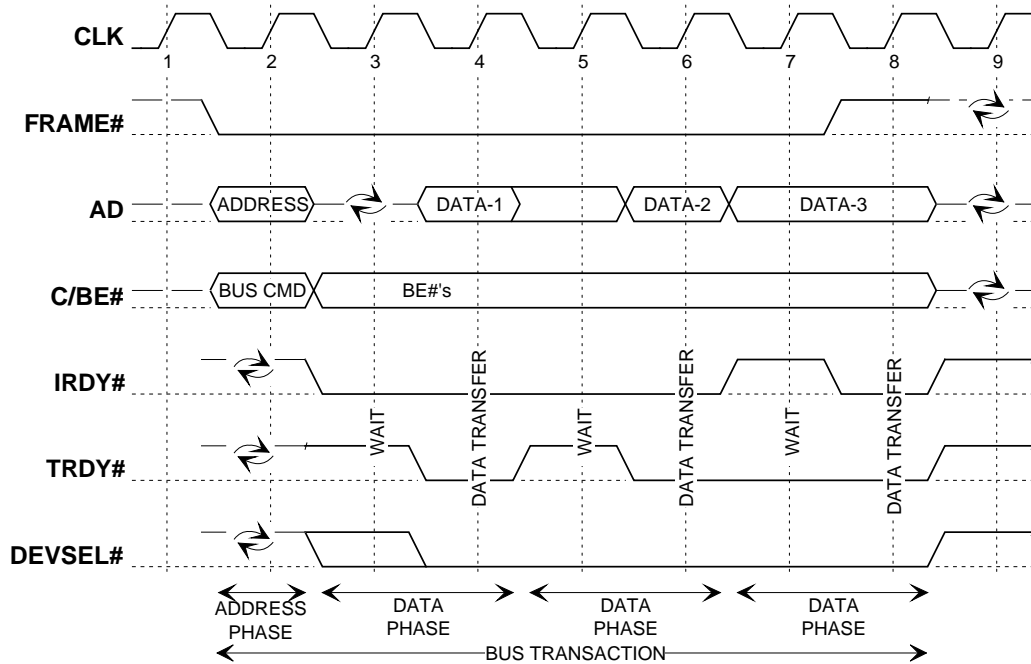 CLK
1 2 3 4 5 6 7 8 9
FRAME#
AD
ADDRESS
DATA-1
DATA-2
DATA-3
C/BE#
BUS CMD
BE#'s
IRDY#
WAIT
DATA TRANSFER
WAIT
DATA TRANSFER
WAIT
DATA TRANSFER
TRDY#
DEVSEL#
ADDRESS
PHASE
DATA
PHASE
DATA
PHASE
DATA
PHASE
BUS TRANSACTION